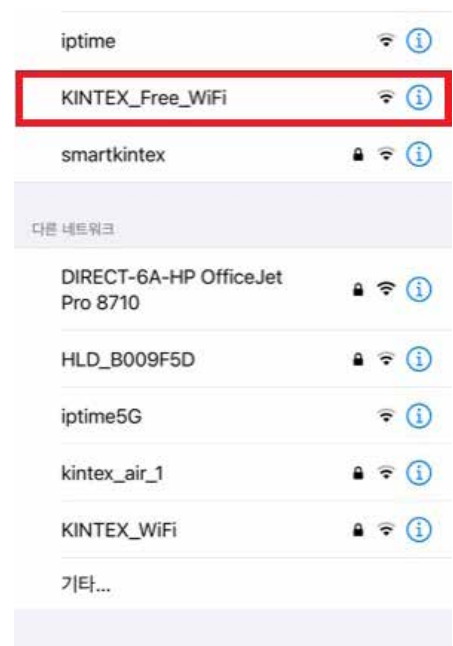 iptime
KINTEX_Free_WiFi
smartkintex
다른 네트워크
DIRECT-6A-HP OfficeJet
Pro 8710
HLD_B009F5D
iptime5G
kintex_air_1
KINTEX_WiFi
기타...